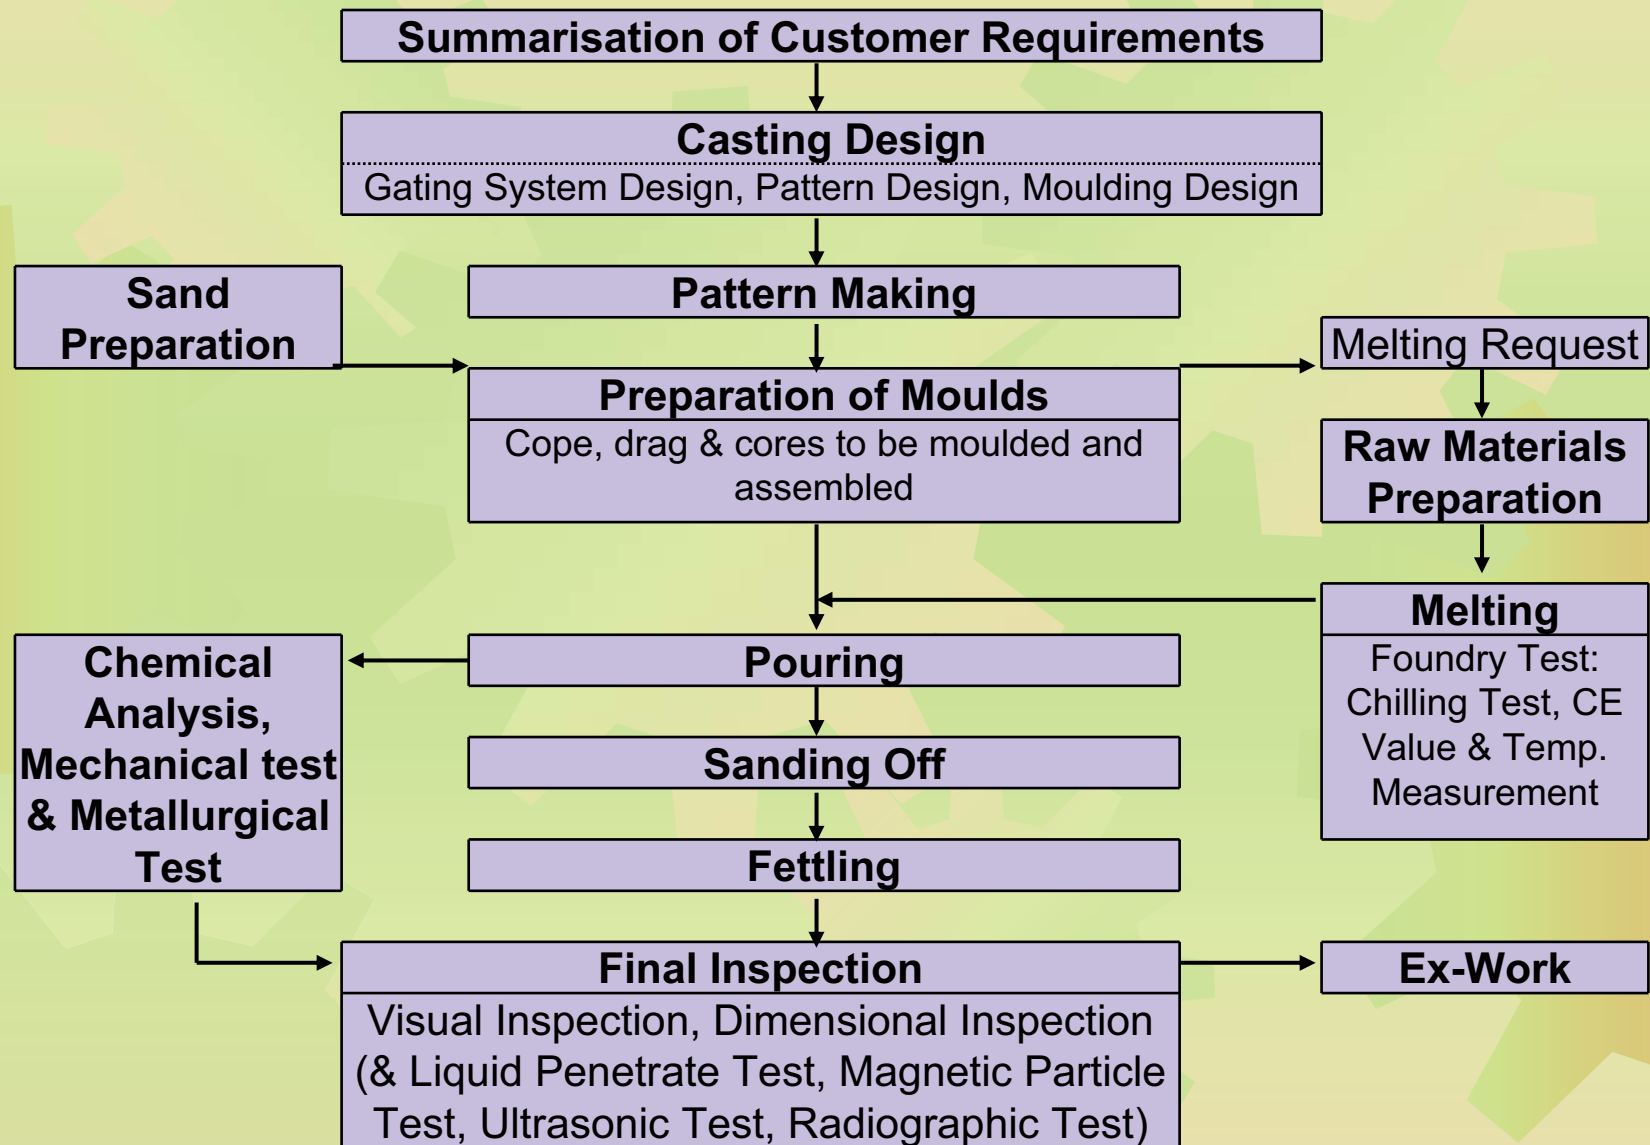 Summarisation of Customer Requirements
Casting Design
Gating System Design, Pattern Design, Moulding Design
Sand
Preparation
Pattern Making
Melting Request
Preparation of Moulds
Cope, drag & cores to be moulded and
assembled
Raw Materials
Preparation
Melting
Foundry Test:
Chilling Test, CE
Value & Temp.
Measurement
Chemical
Analysis,
Mechanical test
& Metallurgical
Test
Pouring
Sanding Off
Fettling
Final Inspection
Visual Inspection, Dimensional Inspection
(& Liquid Penetrate Test, Magnetic Particle
Test, Ultrasonic Test, Radiographic Test)
Ex-Work